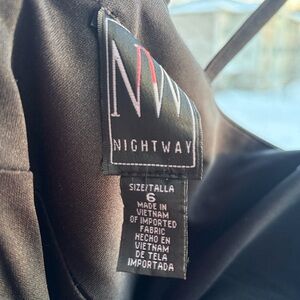 NW
NIGHTWAY
SIZE/TALLA
6
MADE IN
VIETNAM
OF IMPORTED
FABRIC
HECHO EN
VIETNAM
DE TELA
IMPORTADA